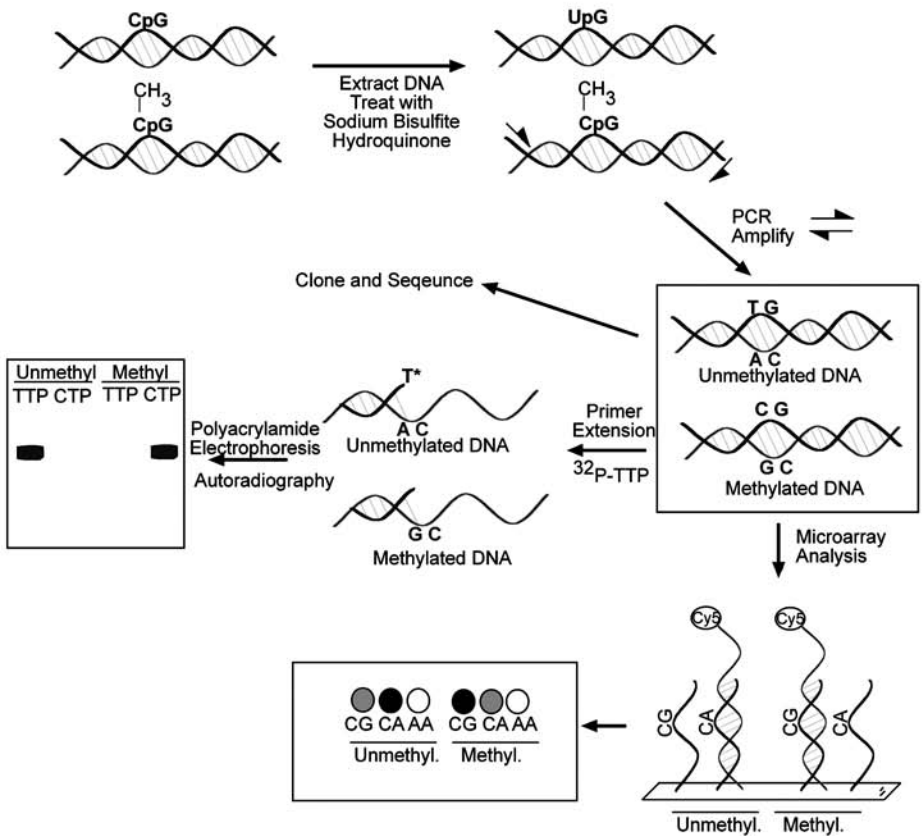 CpG
UpG
CH3
CpG
Extract DNA
Treat with
Sodium Bisulfite
Hydroquinone
CH3
CpG
PCR
Amplify
Clone and Seqeunce
T G
A C
Unmethylated DNA
C G
G C
Methylated DNA
Primer
Extension
32P-TTP
T*
A C
Unmethylated DNA
G C
Methylated DNA
Polyacrylamide
Electrophoresis
Autoradiography
Unmethyl Methyl
TTP CTP TTP CTP
Microarray
Analysis
Cy5 Cy5
CG CA CG CA
Unmethyl. Methyl.
CG CA AA CG CA AA
Unmethyl. Methyl.